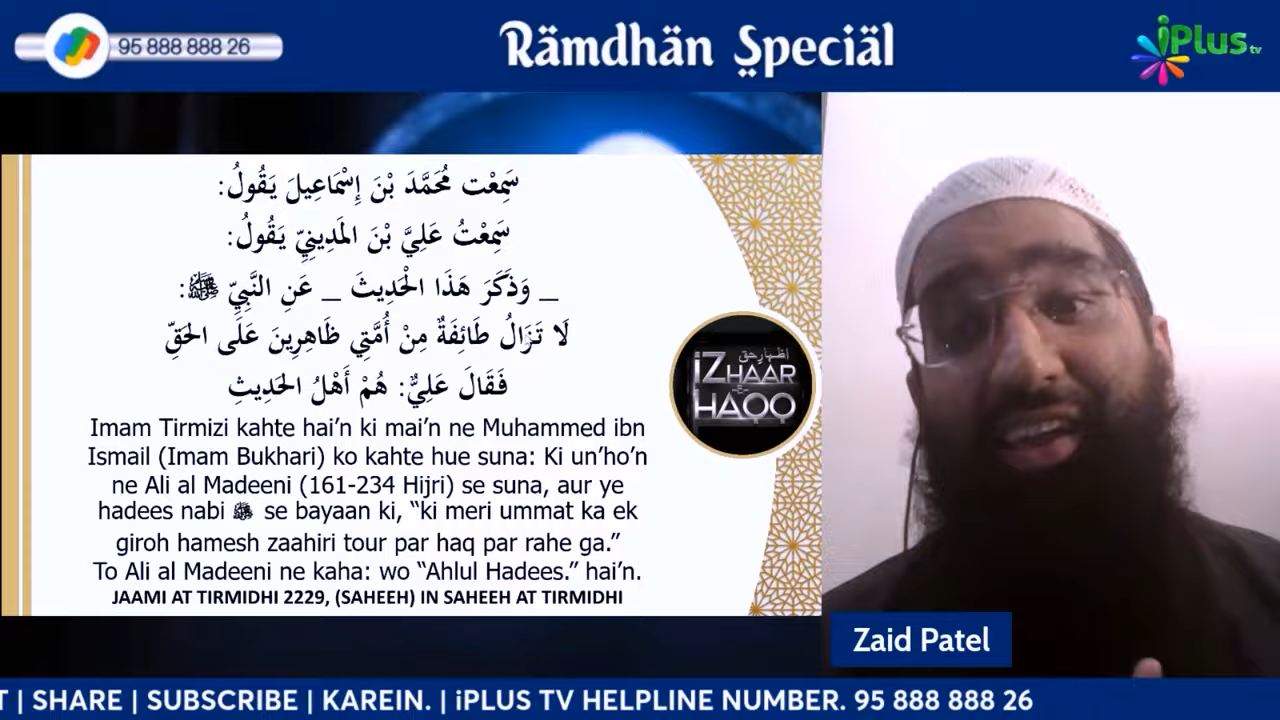 95 888 888 26
Rämdhän Speciäl
iPlus tv
سَمِعْت مُحَمَّدَ بْنَ إِسْمَاعِيلَ يَقُولُ:
سَمِعْتُ عَلِيَّ بْنَ المَدِينِيِّ يَقُولُ:
_ وَذَكَرَ هَذَا الْحَدِيثَ _ عَنِ النَّبِيِّ ﷺ:
لَا تَزَالُ طَائِفَةٌ مِنْ أُمَّتِي ظَاهِرِينَ عَلَى الحَقِّ
فَقَالَ عَلِيٌّ: هُمْ أَهْلُ الحَدِيثِ
Imam Tirmizi kahte hai’n ki mai’n ne Muhammed ibn
Ismail (Imam Bukhari) ko kahte hue suna: Ki un’ho’n
ne Ali al Madeeni (161-234 Hijri) se suna, aur ye
hadees nabi ﷺ se bayaan ki, “ki meri ummat ka ek
giroh hamesh zaahiri tour par haq par rahe ga.”
To Ali al Madeeni ne kaha: wo “Ahlul Hadees.” hai’n.
JAAMI AT TIRMIDHI 2229, (SAHEEH) IN SAHEEH AT TIRMIDHI
اظہارِ حق
iZHAAR
-E-
HAQQ
Zaid Patel
T | SHARE | SUBSCRIBE | KAREIN. | iPLUS TV HELPLINE NUMBER. 95 888 888 26